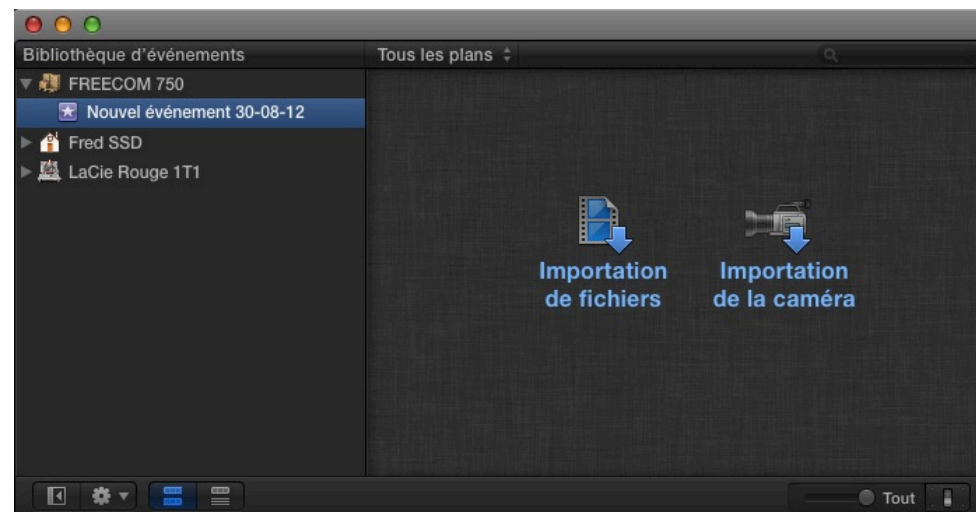 Bibliothèque d'événements
Tous les plans
FREECOM 750
Nouvel événement 30-08-12
Fred SSD
LaCie Rouge 1T1
Importation
de fichiers
Importation
de la caméra
Tout